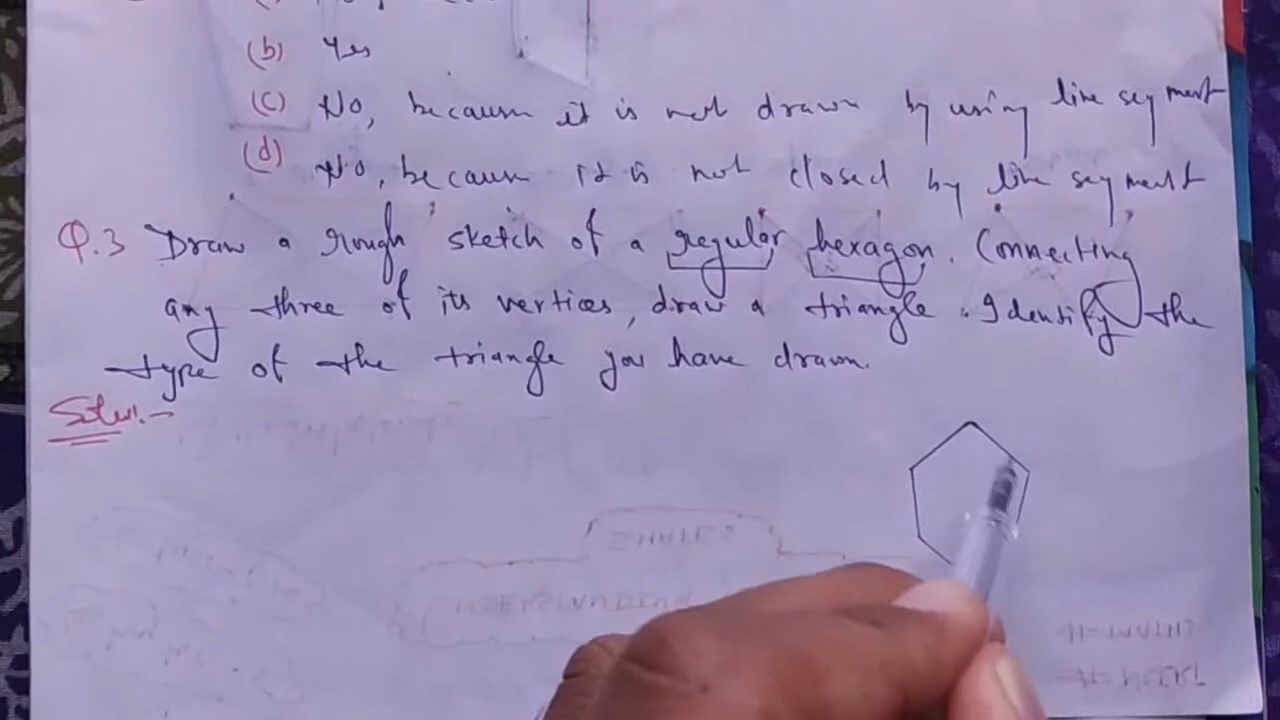 (b) Yes
(c) No, because it is not drawn by using line segment
(d) No, because it is not closed by line segment
Q.3 Draw a rough sketch of a regular hexagon. Connecting
any three of its vertices, draw a triangle. Identify the
type of the triangle you have drawn.
Soln:-
SHAPES
UNDERSTANDING